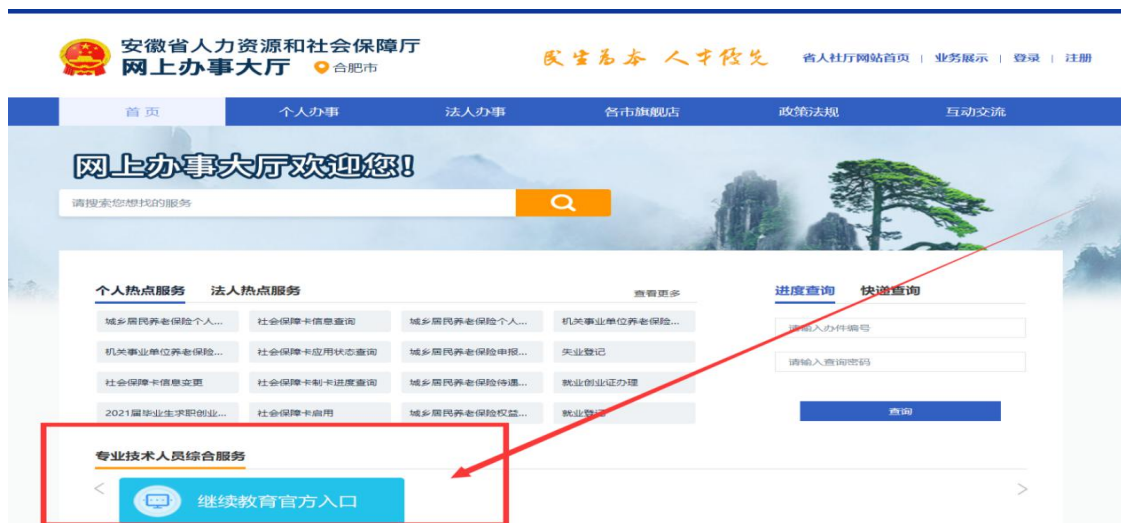 安徽省人力资源和社会保障厅
网上办事大厅 合肥市
民生为本 人才优先
省人社厅网站首页 | 业务展示 | 登录 | 注册
首页 个人办事 法人办事 各市旗舰店 政策法规 互动交流
网上办事大厅欢迎您!
请搜索您想找的服务
个人热点服务 法人热点服务 查看更多
进度查询 快递查询
城乡居民养老保险个人... 社会保障卡信息查询 城乡居民养老保险个人... 机关事业单位养老保险...
请输入办件编号
机关事业单位养老保险... 社会保障卡应用状态查询 城乡居民养老保险申报... 失业登记
请输入查询密码
社会保障卡信息变更 社会保障卡制卡进度查询 城乡居民养老保险待遇... 就业创业证办理
2021届毕业生求职创业... 社会保障卡启用 城乡居民养老保险权益... 就业登记
查询
专业技术人员综合服务
继续教育官方入口